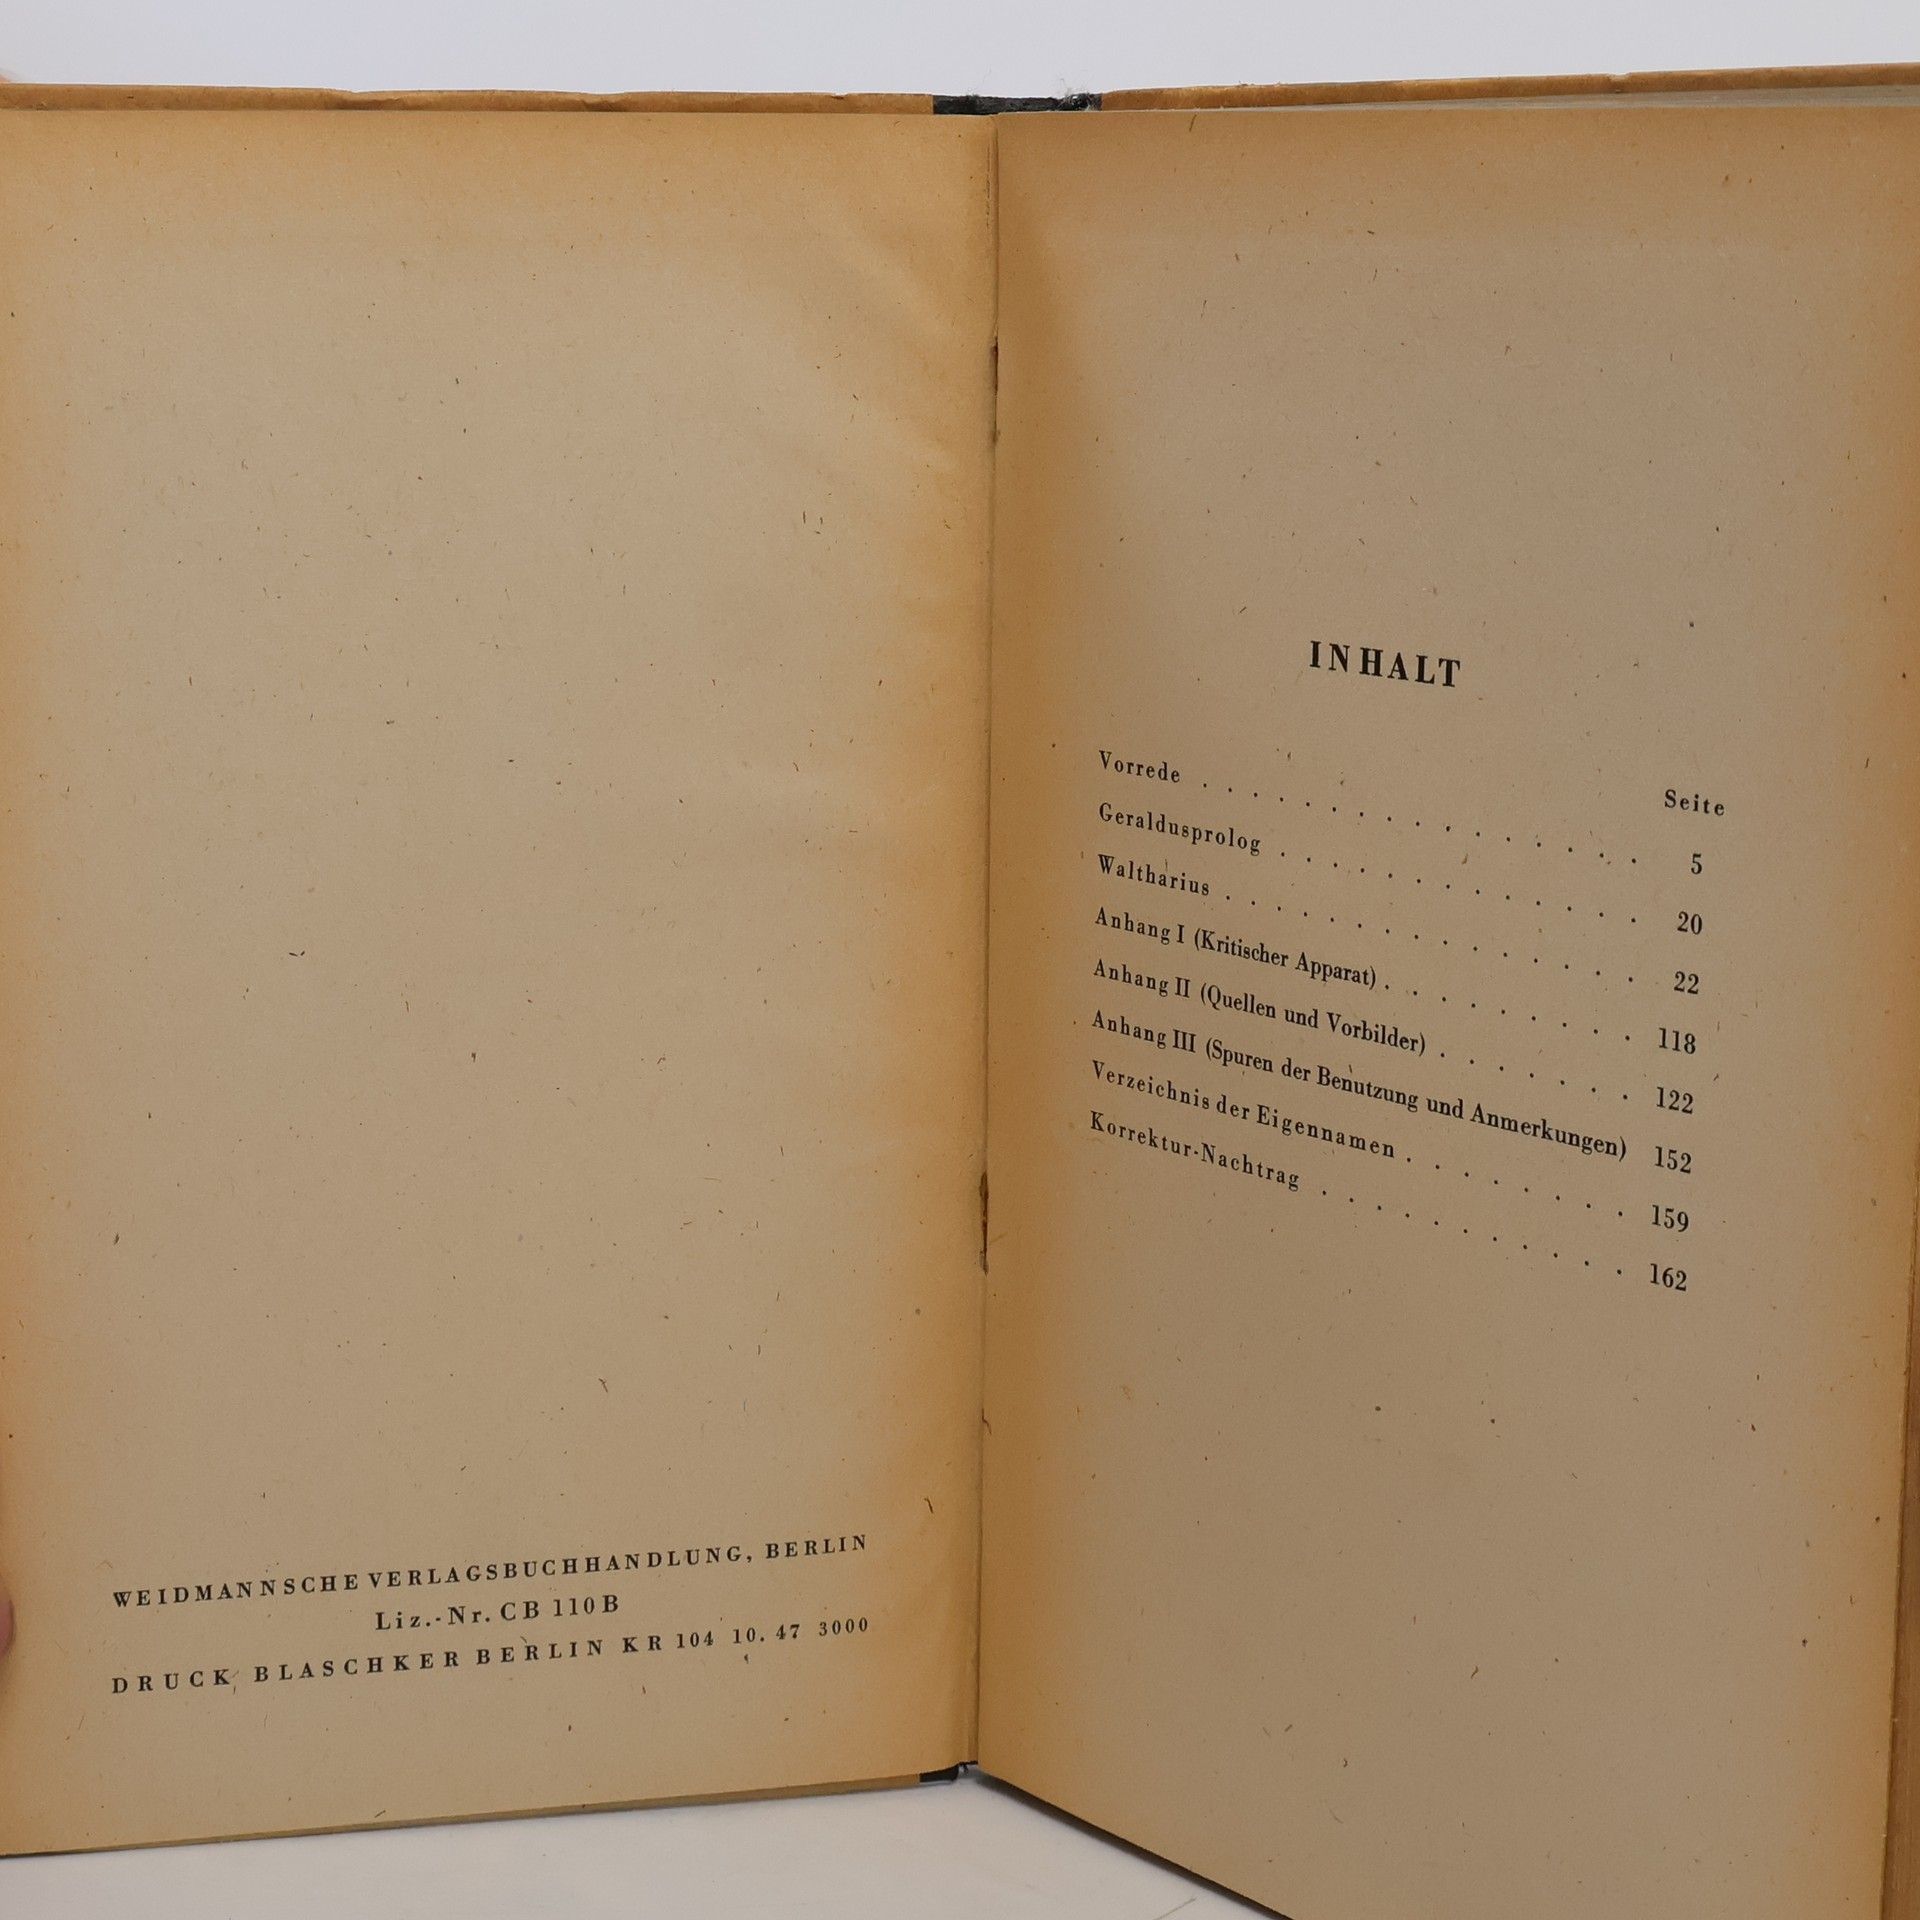 WEIDMANNSCHE VERLAGSBUCHHANDLUNG, BERLIN
Liz.-Nr. CB 110 B
DRUCK BLASCHKER BERLIN KR 104 10. 47 3000
INHALT
Seite
Vorrede . . . . . . . . . . . . . . . . 5
Geraldusprolog . . . . . . . . . . . . . 20
Waltharius . . . . . . . . . . . . . . . 22
Anhang I (Kritischer Apparat) . . . . . . . . . 118
Anhang II (Quellen und Vorbilder) . . . . . . . 122
Anhang III (Spuren der Benutzung und Anmerkungen) 152
Verzeichnis der Eigennamen . . . . . . . . 159
Korrektur-Nachtrag . . . . . . . . . . . 162